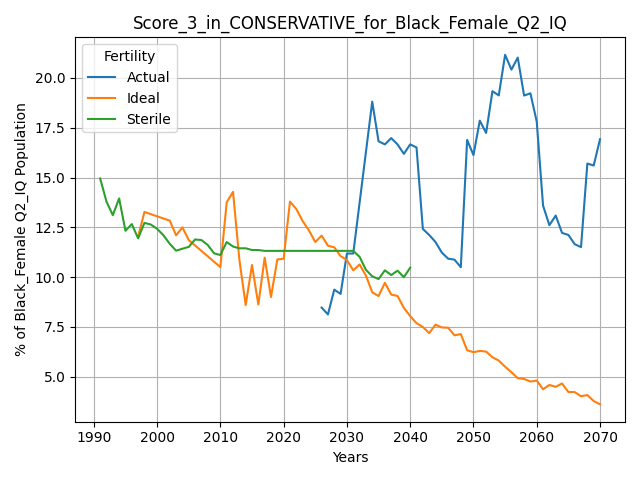 Score_3_in_CONSERVATIVE_for_Black_Female_Q2_IQ
Fertility
Actual
Ideal
Sterile
% of Black_Female Q2_IQ Population
20.0
17.5
15.0
12.5
10.0
7.5
5.0
1990 2000 2010 2020 2030 2040 2050 2060 2070
Years